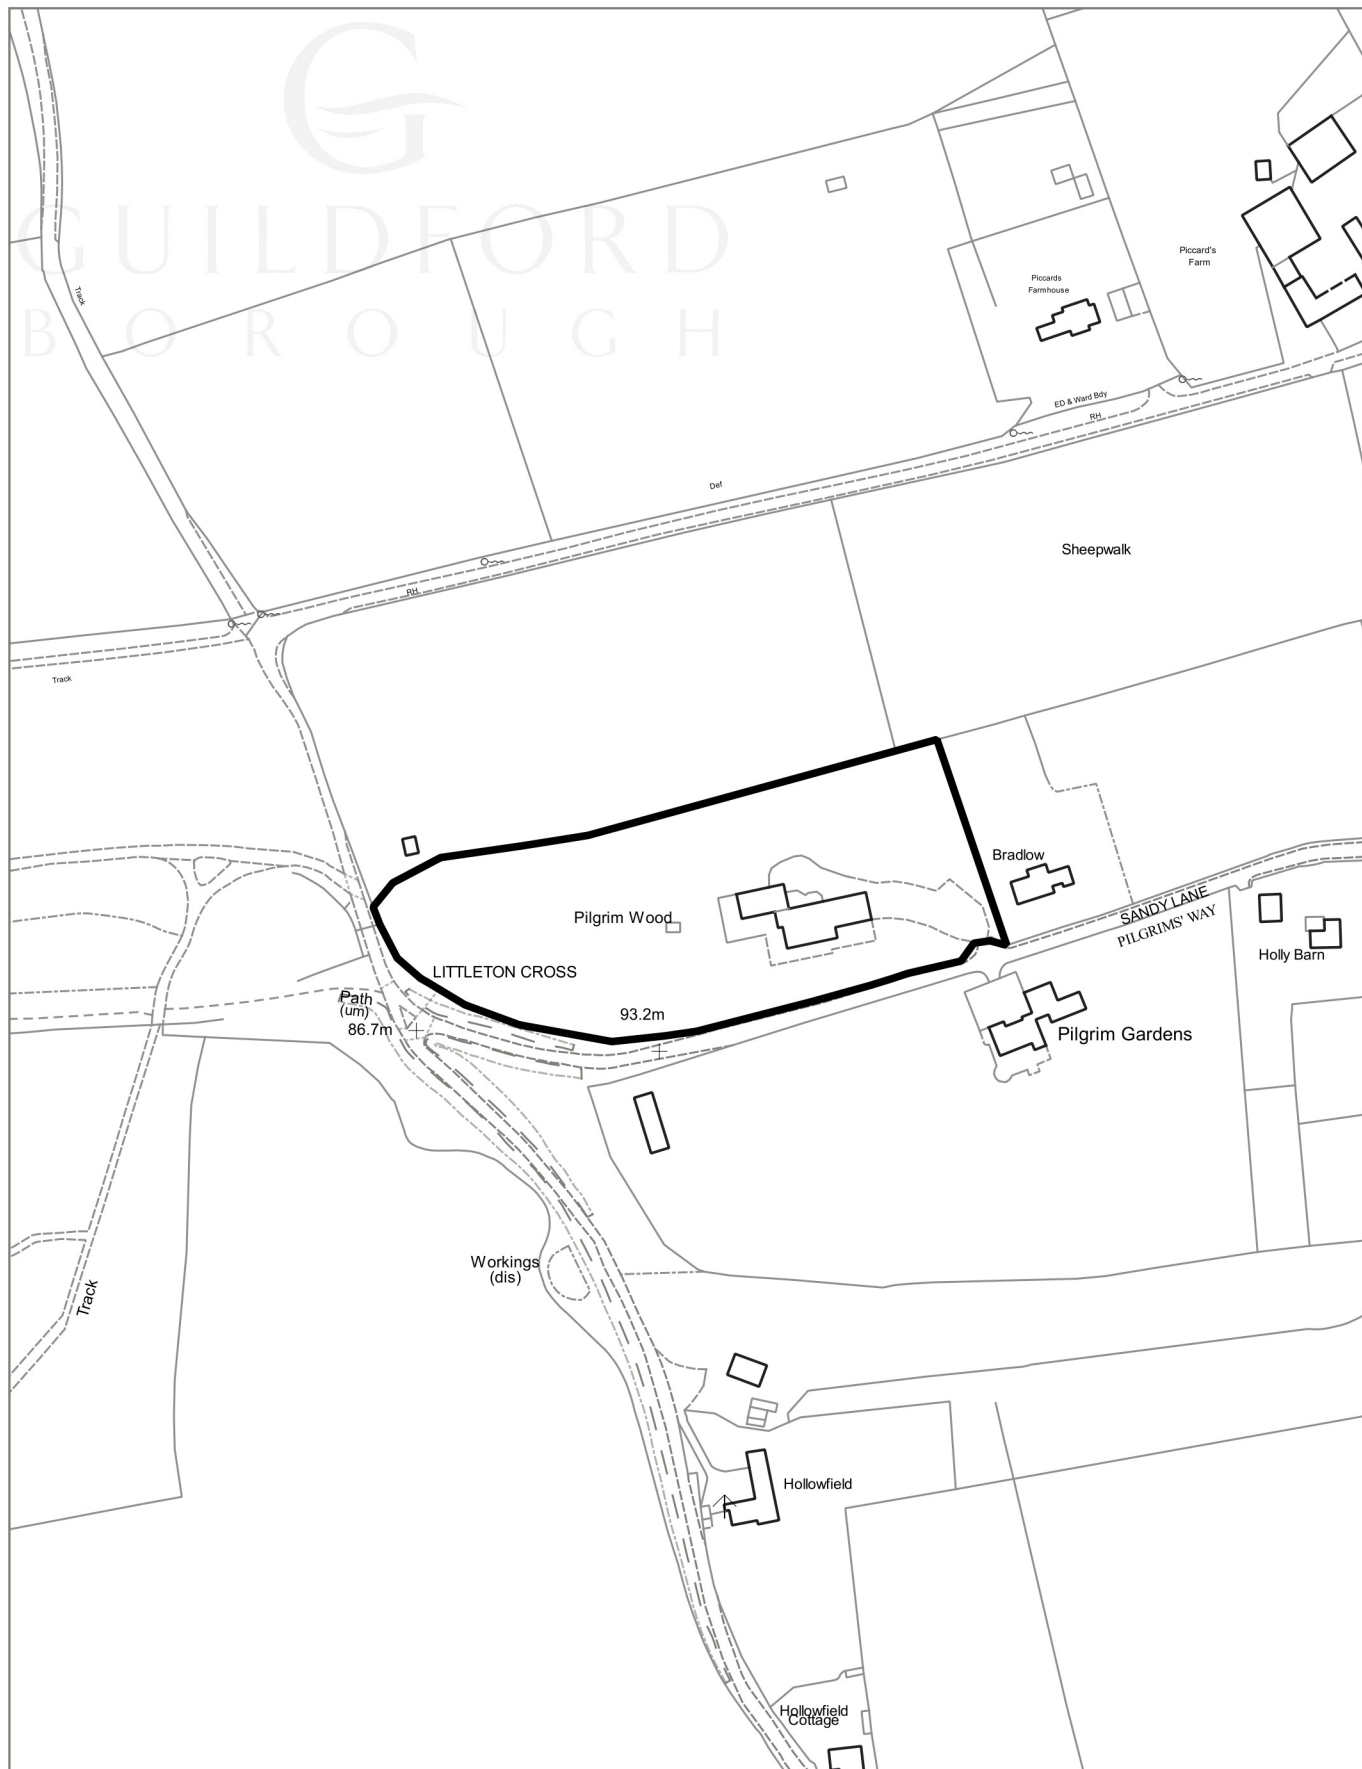 GUILDFORD
BOROUGH
Piccard's
Farm
Piccards
Farmhouse
Track
ED & Ward Bdy
RH
Def
Sheepwalk
RH
Track
Bradlow
SANDY LANE
PILGRIMS' WAY
Pilgrim Wood
Holly Barn
LITTLETON CROSS
Path
(um)
86.7m
93.2m
Pilgrim Gardens
Workings
(dis)
Track
Hollowfield
Hollowfield
Cottage